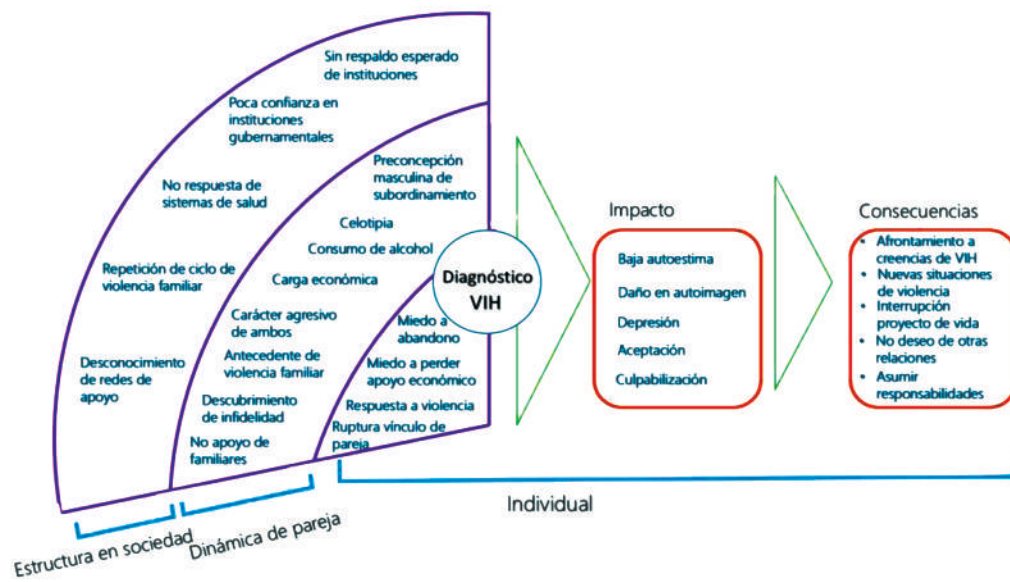 Sin respaldo esperado
de instituciones
Poca confianza en
instituciones
gubernamentales
No respuesta de
sistemas de salud
Repetición de ciclo de
violencia familiar
Desconocimiento
de redes de
apoyo
Preconcepción
masculina de
subordinamiento
Celotipia
Consumo de alcohol
Carga económica
Carácter agresivo
de ambos
Antecedente de
violencia familiar
Descubrimiento
de infidelidad
No apoyo de
familiares
Diagnóstico
VIH
Miedo a
abandono
Miedo a perder
apoyo económico
Respuesta a violencia
Ruptura vínculo de
pareja
Impacto
Baja autoestima
Daño en autoimagen
Depresión
Aceptación
Culpabilización
Consecuencias
• Afrontamiento a
creencias de VIH
• Nuevas situaciones
de violencia
• Interrupción
proyecto de vida
• No deseo de otras
relaciones
• Asumir
responsabilidades
Estructura en sociedad
Dinámica de pareja
Individual